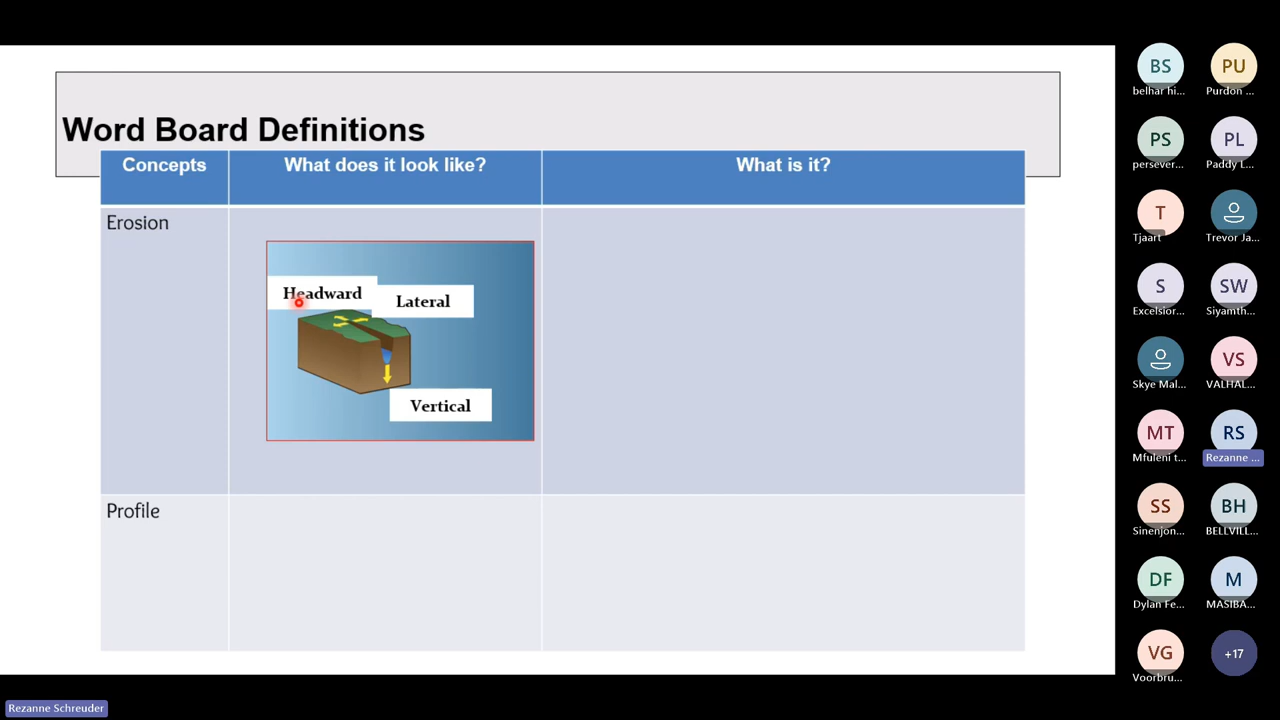 Word Board Definitions
Concepts
What does it look like?
What is it?
Erosion
Headward
Lateral
Vertical
Profile
BS
belhar hi...
PU
Purdon ...
PS
persever...
PL
Paddy L...
T
Tjaart
Trevor Ja...
S
Excelsior...
SW
Siyamth...
Skye Mal...
VS
VALHAL...
MT
Mfuleni t...
RS
Rezanne ...
SS
Sinenjon...
BH
BELLVILL...
DF
Dylan Fe...
M
MASIBA...
VG
Voorbru...
+17
Rezanne Schreuder